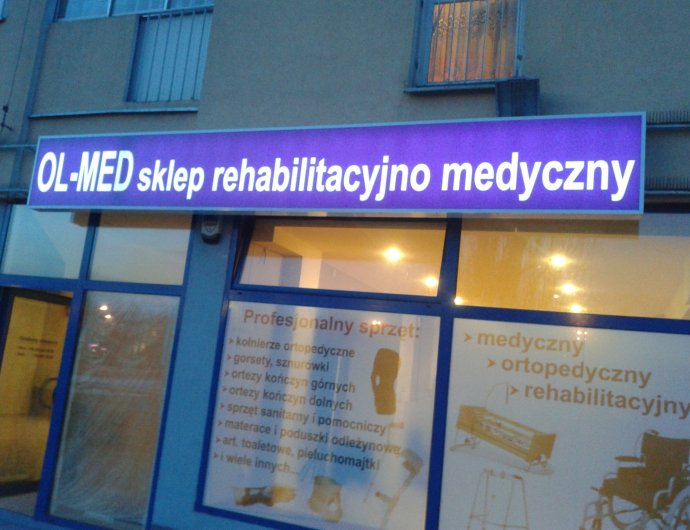 OL-MED sklep rehabilitacyjno medyczny
Profesjonalny sprzęt:
kołnierze ortopedyczne
gorsety, sznurówki
ortezy kończyn górnych
ortezy kończyn dolnych
sprzęt sanitarny i pomocniczy
materace i poduszki odleżynowe
art. toaletowe, pieluchomajtki
i wiele innych...
medyczny
ortopedyczny
rehabilitacyjny